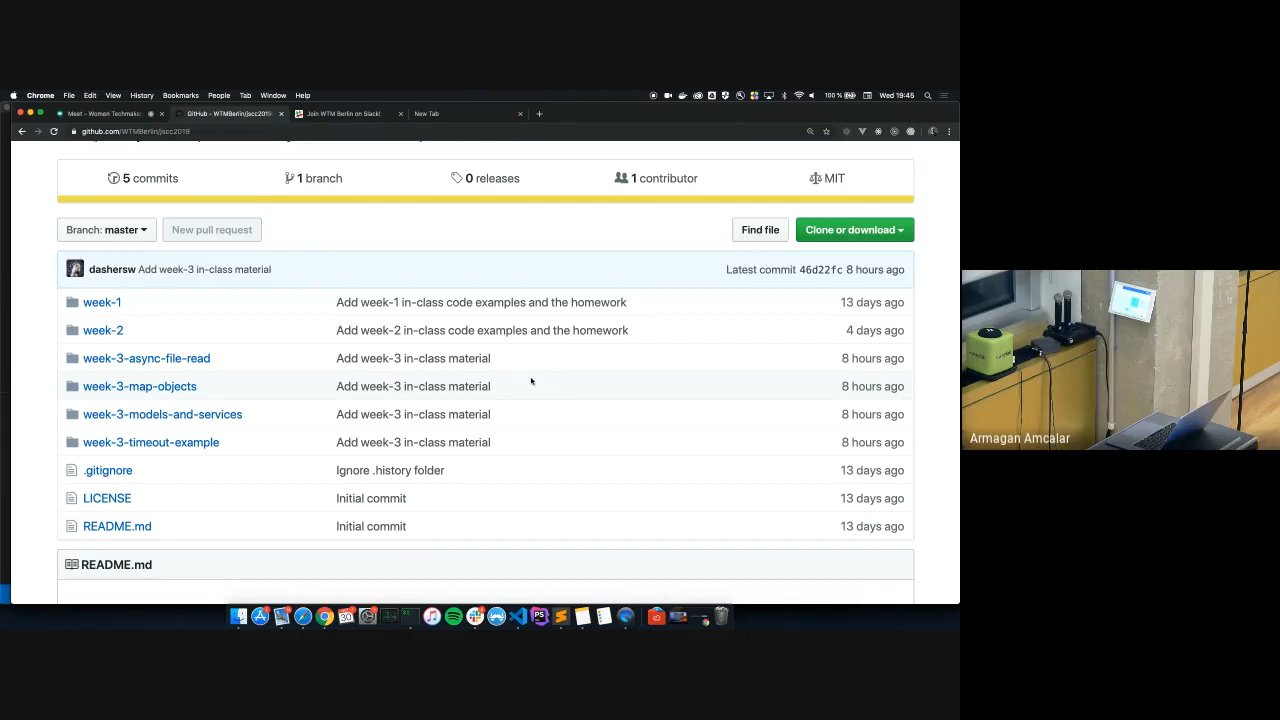 Chrome File Edit View History Bookmarks People Tab Window Help 100 % Wed 19:45
Meet - Women Techmake
GitHub - WTMBerlin/jscc2019:
Join WTM Berlin on Slack!
New Tab
github.com/WTMBerlin/jscc2019
5 commits
1 branch
0 releases
1 contributor
MIT
Branch: master
New pull request
Find file
Clone or download
dashersw Add week-3 in-class material
Latest commit 46d22fc 8 hours ago
week-1 Add week-1 in-class code examples and the homework 13 days ago
week-2 Add week-2 in-class code examples and the homework 4 days ago
week-3-async-file-read Add week-3 in-class material 8 hours ago
week-3-map-objects Add week-3 in-class material 8 hours ago
week-3-models-and-services Add week-3 in-class material 8 hours ago
week-3-timeout-example Add week-3 in-class material 8 hours ago
.gitignore Ignore .history folder 13 days ago
LICENSE Initial commit 13 days ago
README.md Initial commit 13 days ago
README.md
Armagan Amcalar